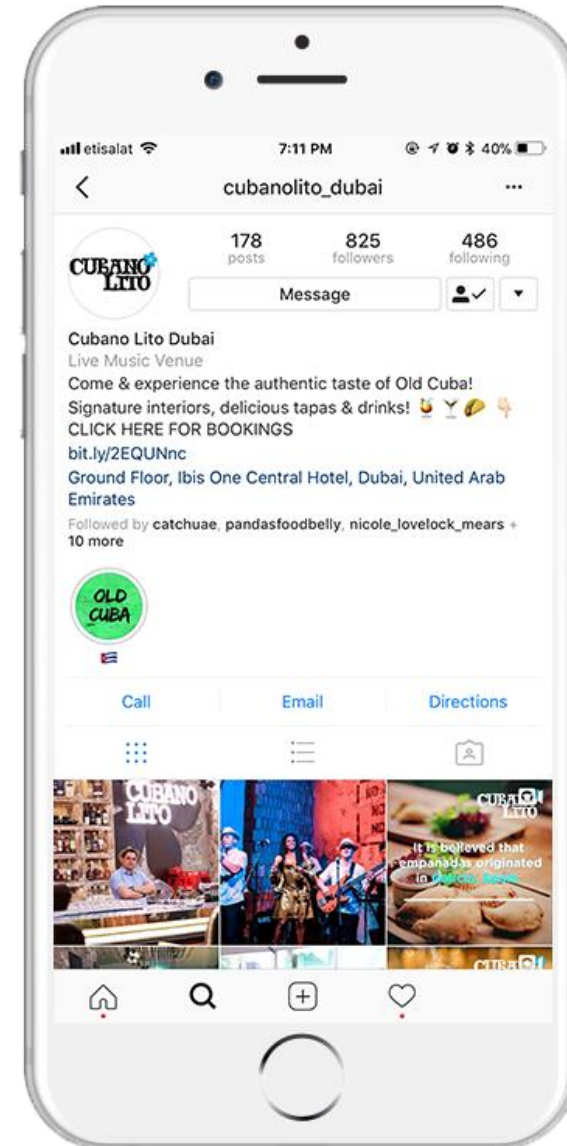 etisalat 7:11 PM 40%
cubanolito_dubai
178 825 486
posts followers following
CUBANO
LITO
Message
Cubano Lito Dubai
Live Music Venue
Come & experience the authentic taste of Old Cuba!
Signature interiors, delicious tapas & drinks! 🍹 🍸 🌮 👇🏻
CLICK HERE FOR BOOKINGS
bit.ly/2EQUNnc
Ground Floor, Ibis One Central Hotel, Dubai, United Arab
Emirates
Followed by catchuae, pandasfoodbelly, nicole_lovelock_mears +
10 more
OLD
CUBA
🇨🇺
Call Email Directions
CUBANO
LITO
CUBANO
LITO
It is believed that
empanadas originated
in Galicia, Spain